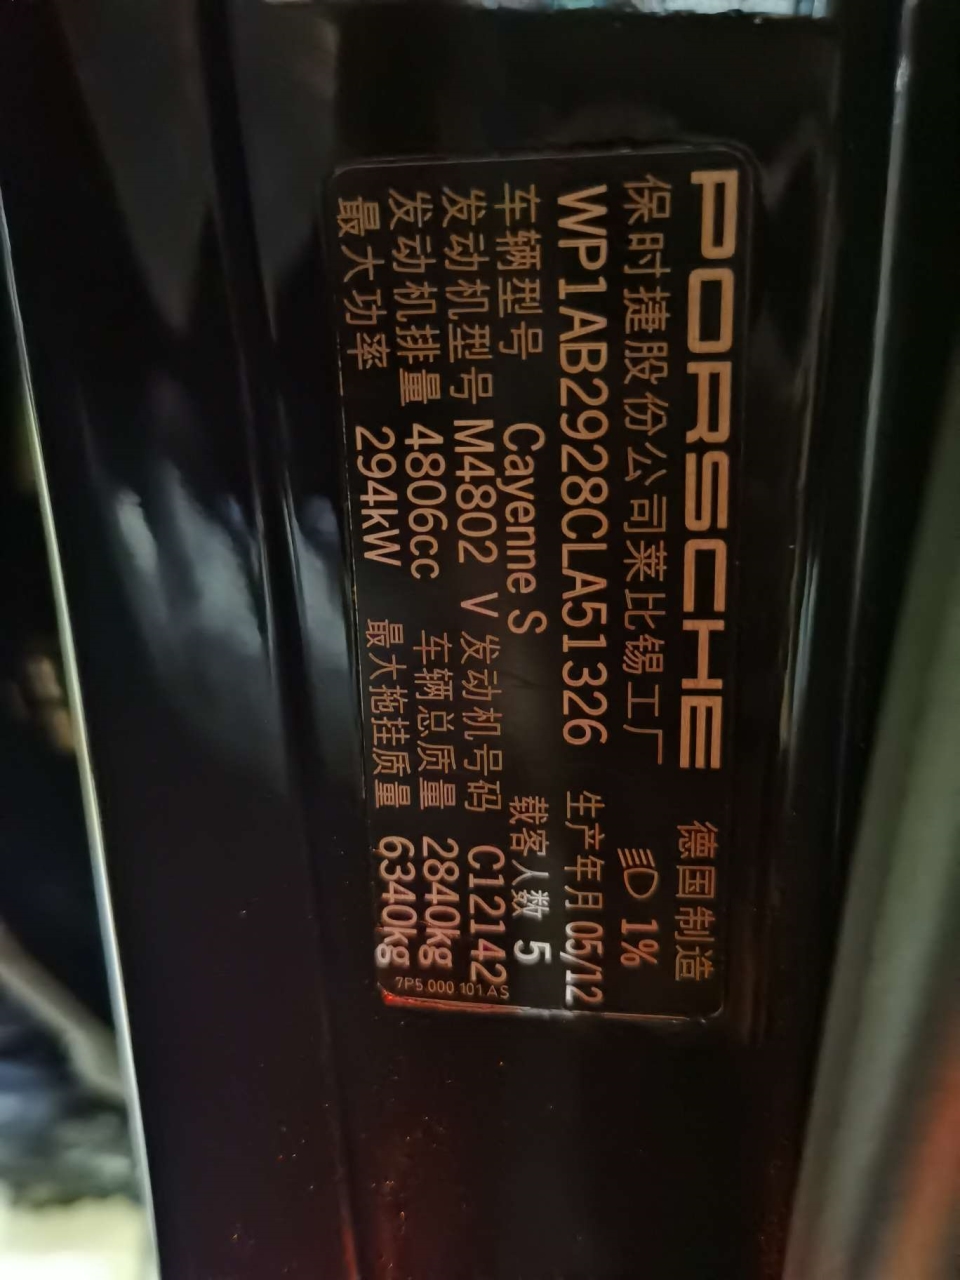 PORSCHE 德国制造
保时捷股份公司莱比锡工厂 1%
WP1AB2928CLA51326 生产年月 05/12
车辆型号 Cayenne S 载客人数 5
发动机型号 M4802 V 发动机号码 C12142
发动机排量 4806cc 车辆总质量 2840kg
最大功率 294kW 最大拖挂质量 6340kg
7P5.000 101.AS